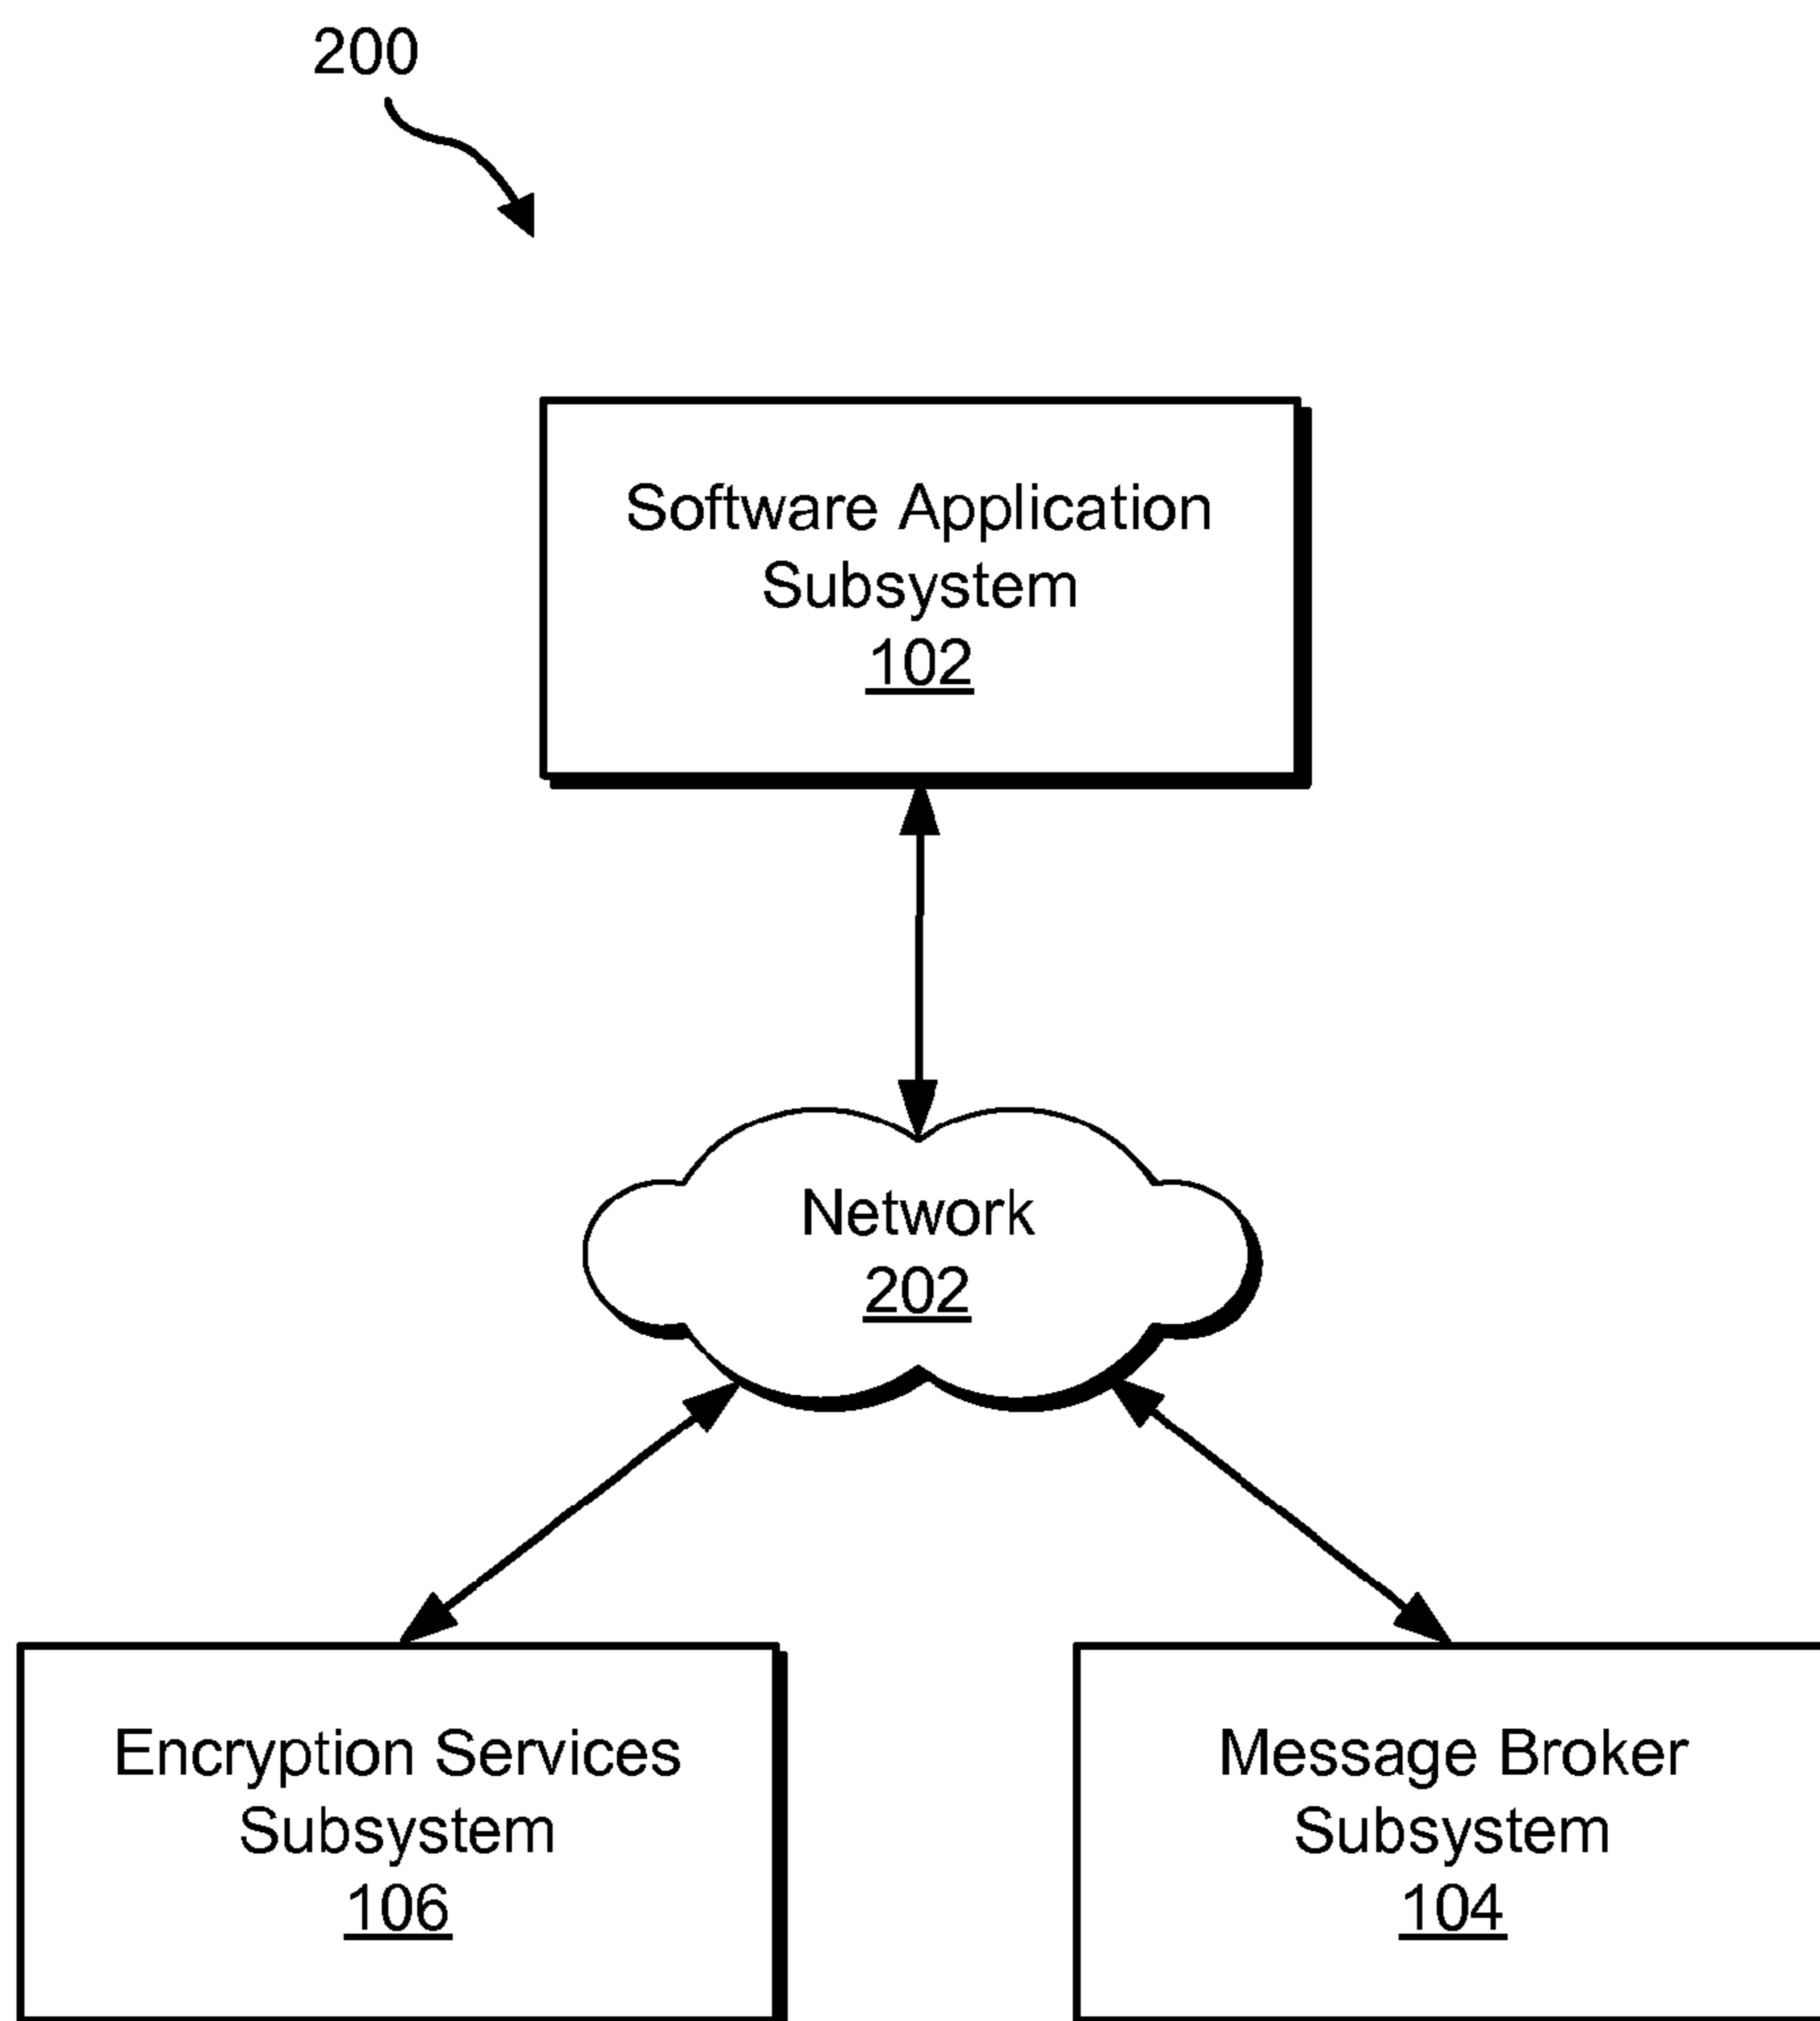 200
Software Application
Subsystem
102
Network
202
Encryption Services
Subsystem
106
Message Broker
Subsystem
104